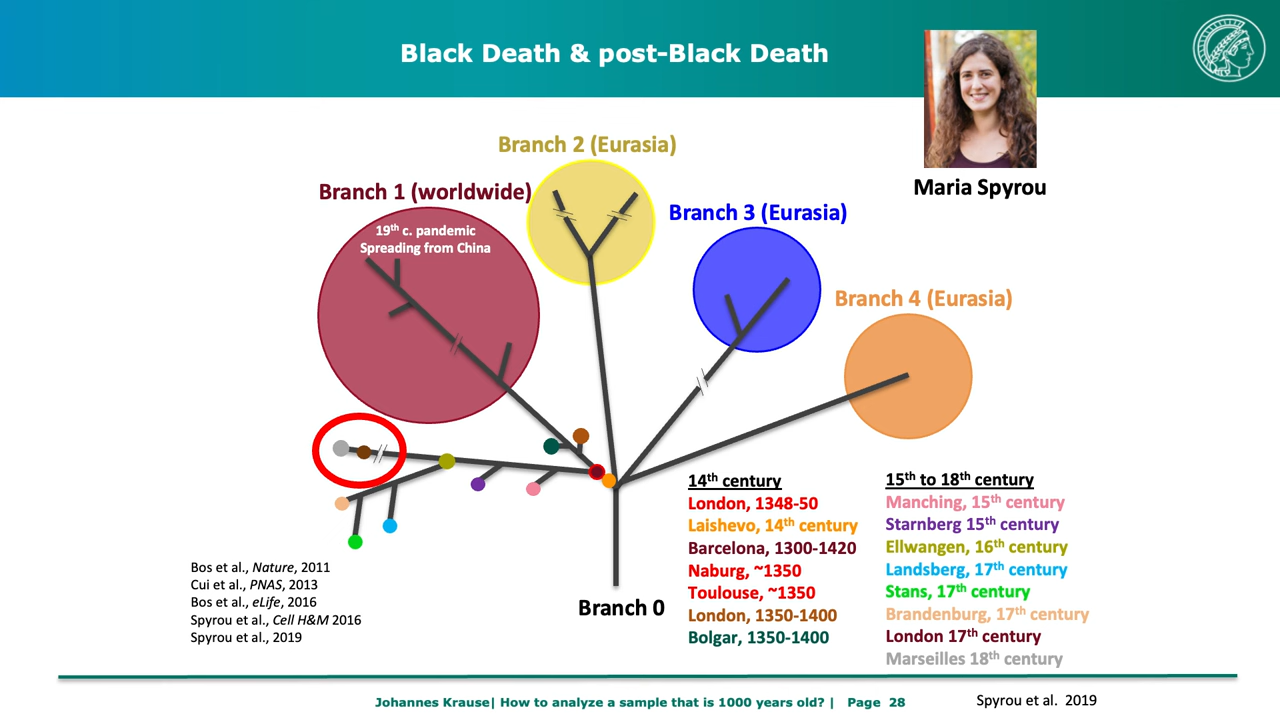 Black Death & post-Black Death
Maria Spyrou
Branch 2 (Eurasia)
Branch 1 (worldwide)
Branch 3 (Eurasia)
19th c. pandemic
Spreading from China
Branch 4 (Eurasia)
Branch 0
14th century
London, 1348-50
Laishevo, 14th century
Barcelona, 1300-1420
Naburg, ~1350
Toulouse, ~1350
London, 1350-1400
Bolgar, 1350-1400
15th to 18th century
Manching, 15th century
Starnberg 15th century
Ellwangen, 16th century
Landsberg, 17th century
Stans, 17th century
Brandenburg, 17th century
London 17th century
Marseilles 18th century
Bos et al., Nature, 2011
Cui et al., PNAS, 2013
Bos et al., eLife, 2016
Spyrou et al., Cell H&M 2016
Spyrou et al., 2019
Johannes Krause| How to analyze a sample that is 1000 years old? | Page 28
Spyrou et al. 2019